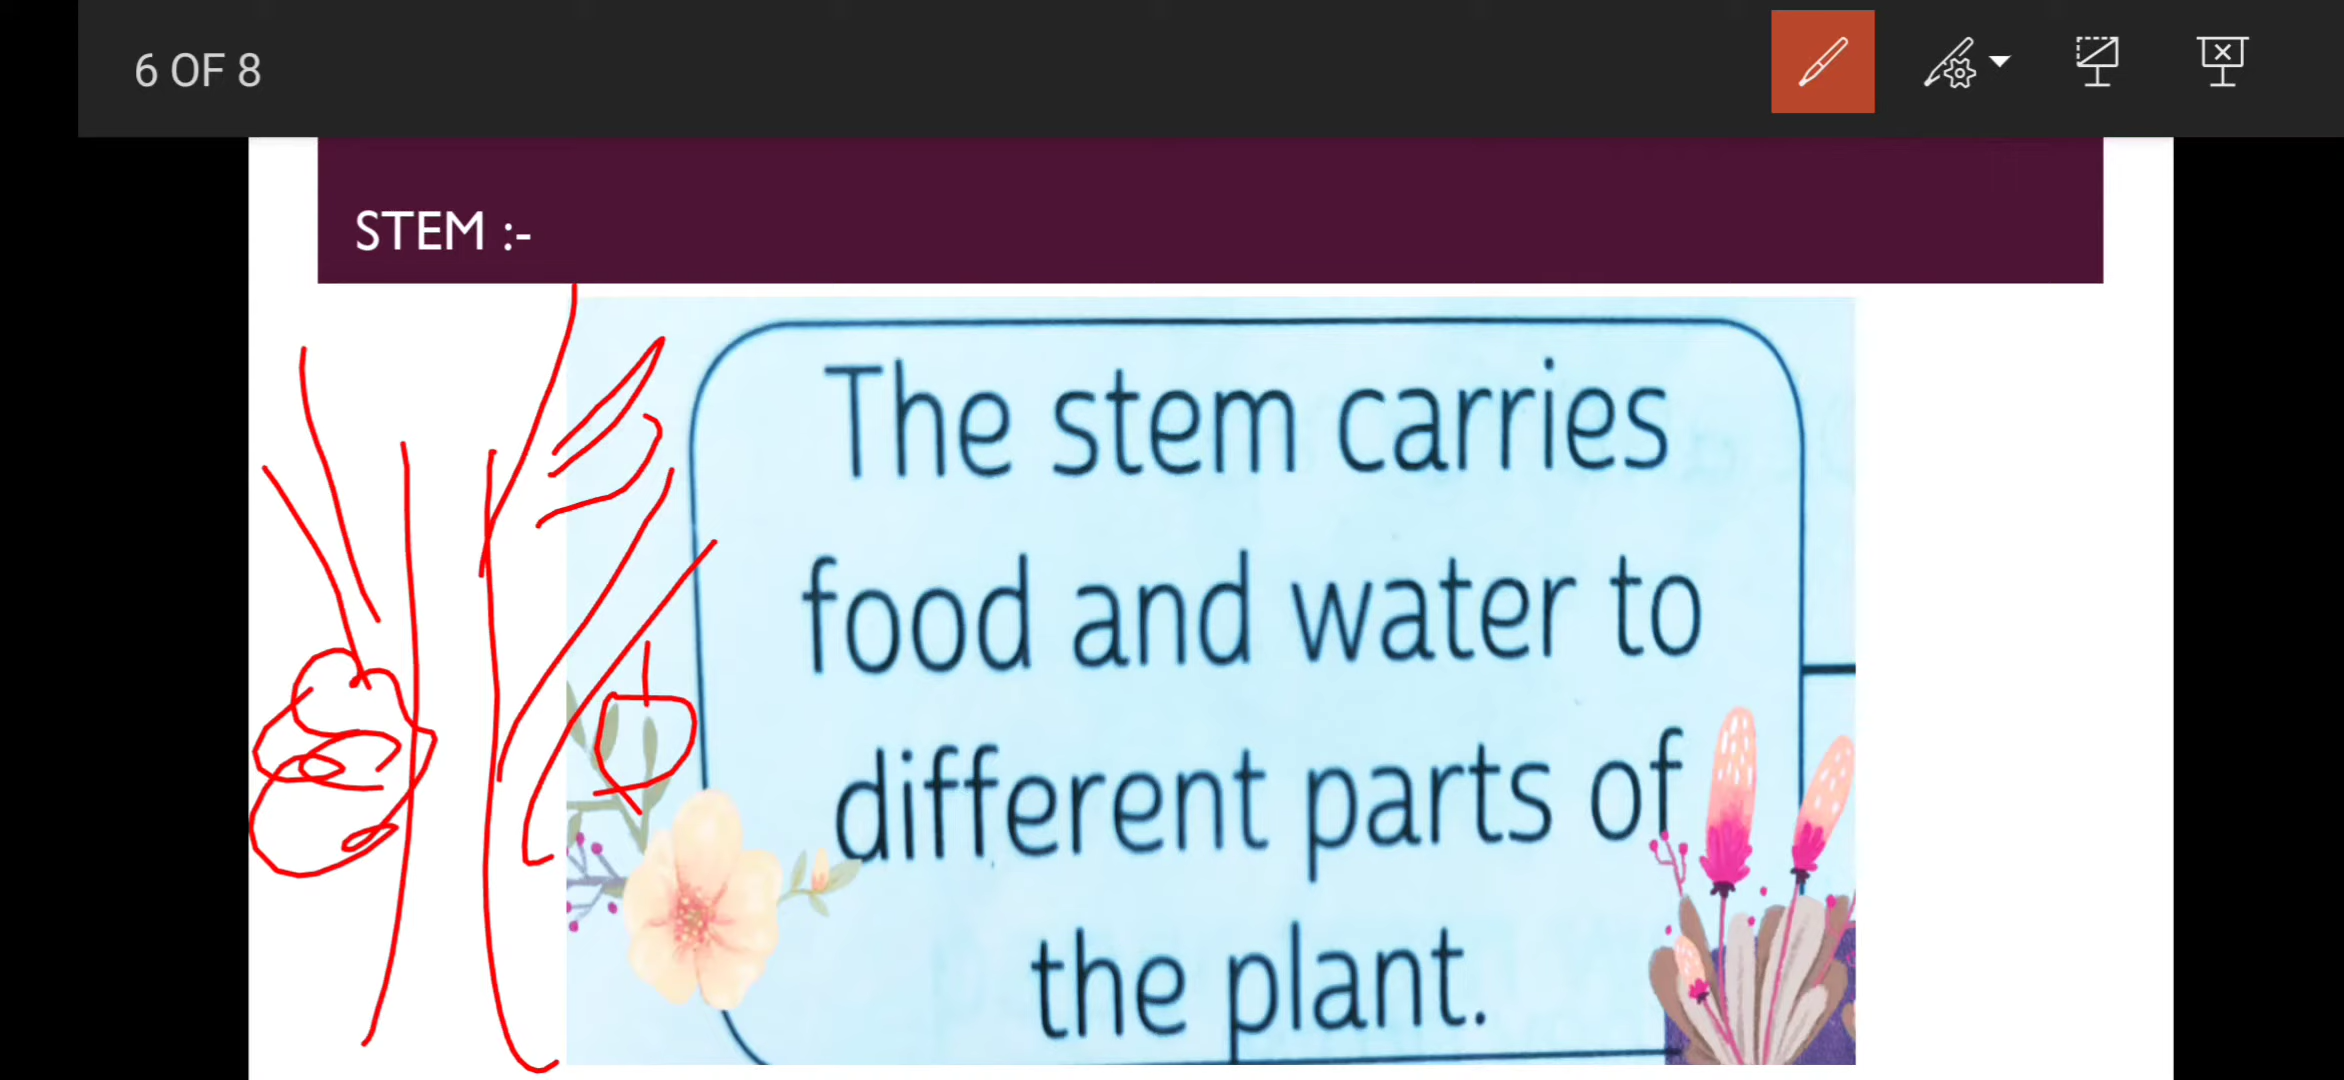 6 OF 8
STEM :-
The stem carries
food and water to
different parts of
the plant.